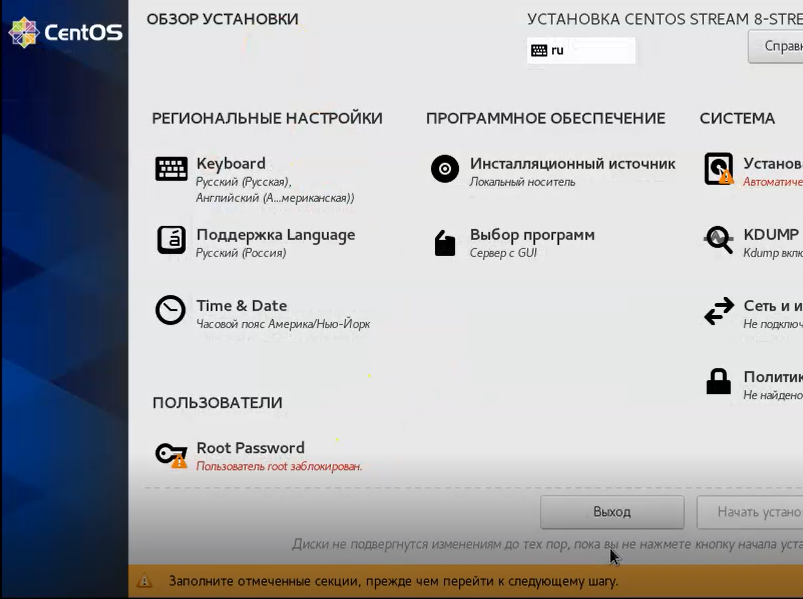 CentOS
ОБЗОР УСТАНОВКИ
УСТАНОВКА CENTOS STREAM 8-STRE
ru
Справк
РЕГИОНАЛЬНЫЕ НАСТРОЙКИ
Keyboard
Русский (Русская),
Английский (А...мериканская))
Поддержка Language
Русский (Россия)
Time & Date
Часовой пояс Америка/Нью-Йорк
ПРОГРАММНОЕ ОБЕСПЕЧЕНИЕ
Инсталляционный источник
Локальный носитель
Выбор программ
Сервер с GUI
СИСТЕМА
Установ
Автоматиче
KDUMP
Kdump вклю
Сеть и и
Не подключ
Политик
Не найдено
ПОЛЬЗОВАТЕЛИ
Root Password
Пользователь root заблокирован.
Выход
Начать устано
Диски не подвергнутся изменениям до тех пор, пока вы не нажмете кнопку начала уста
Заполните отмеченные секции, прежде чем перейти к следующему шагу.